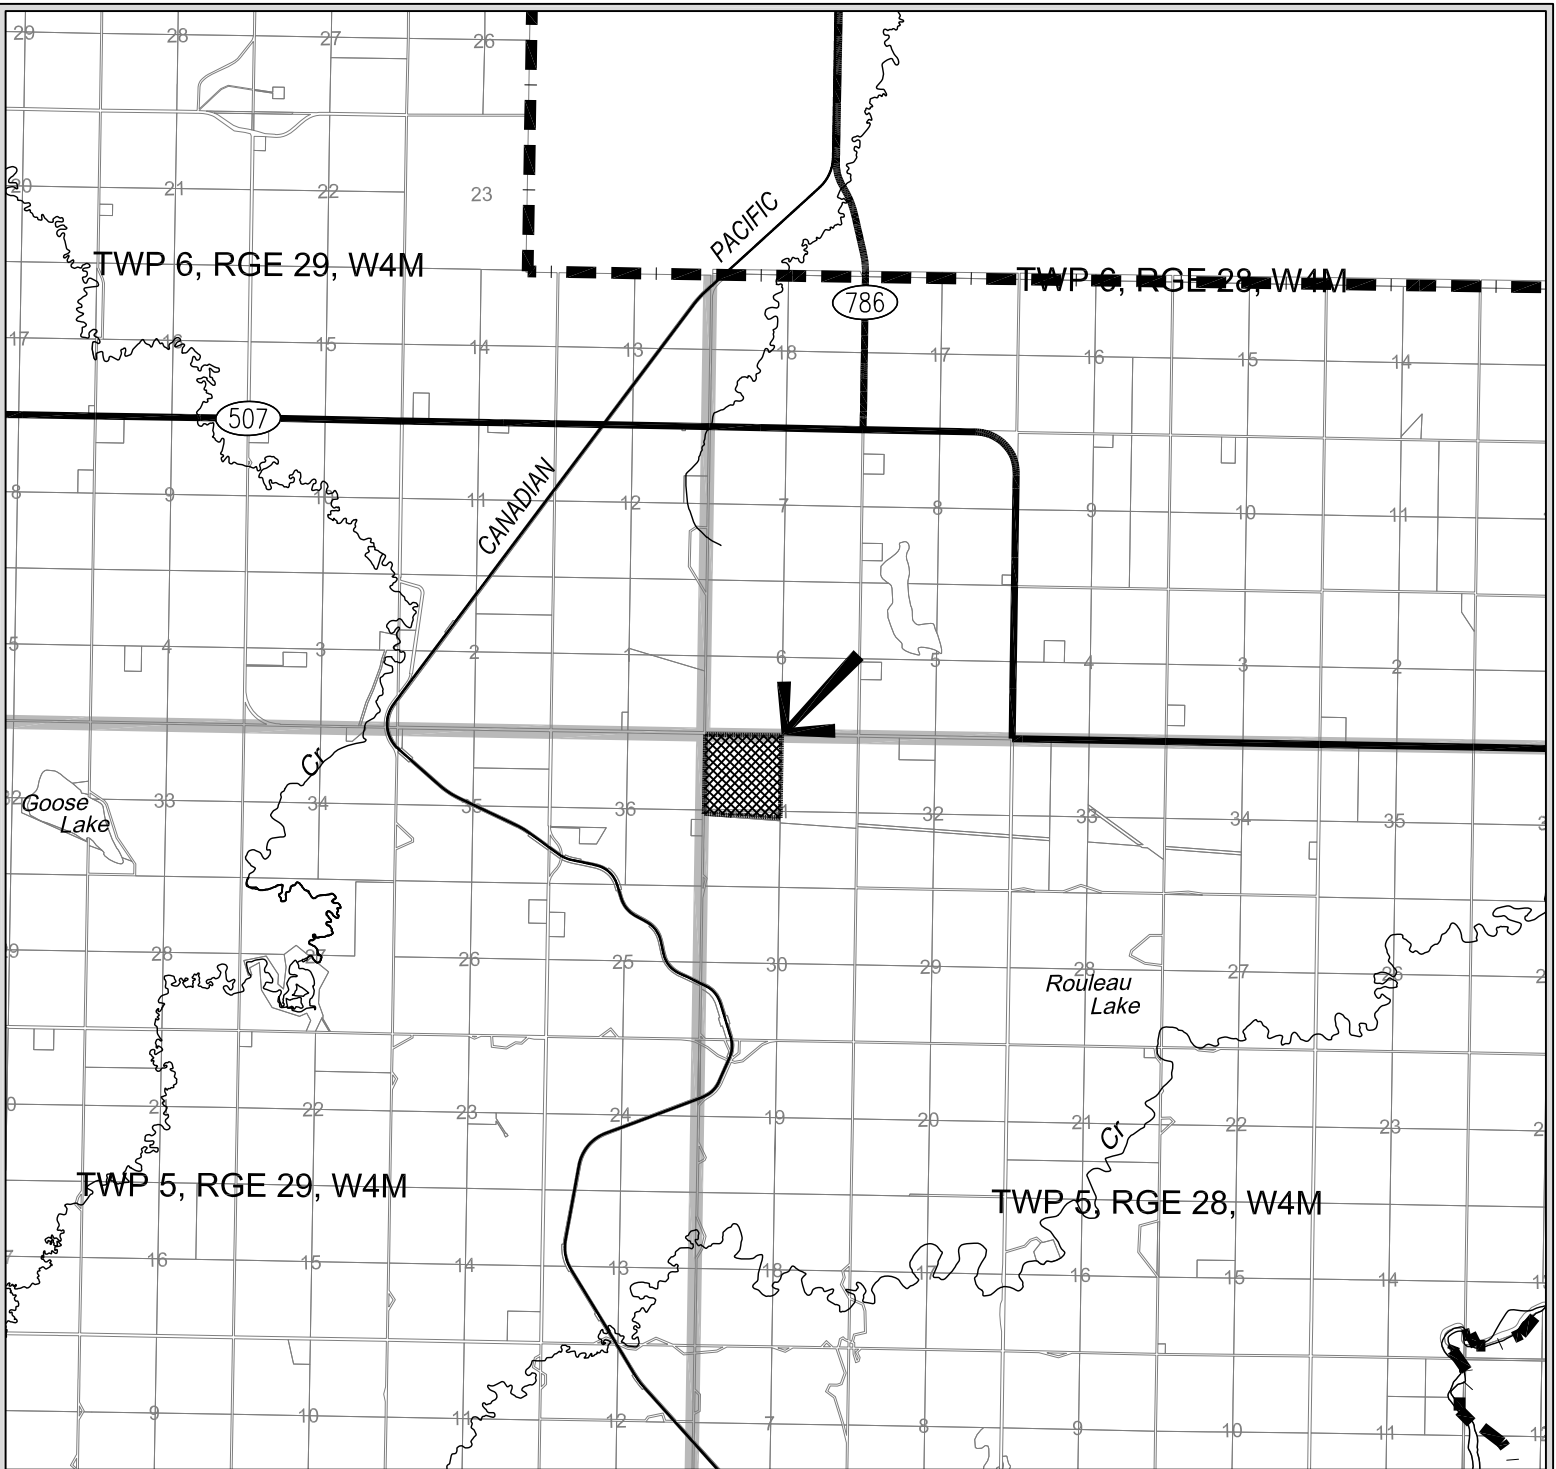 29 28 27 26
20 21 22 23
PACIFIC
TWP 6, RGE 29, W4M
TWP 6, RGE 28, W4M
786
17 15 14 13 18 17 16 15 14
507
CANADIAN
8 9 10 11 12 7 8 9 10 11
5 4 3 2 6 5 4 3 2
Cr
Goose
Lake
33 34 35 36 32 33 34 35
28 27 26 25 30 29 28 27 26
Rouleau
Lake
22 23 24 19 20 21 22 23
Cr
TWP 5, RGE 29, W4M
TWP 5, RGE 28, W4M
16 15 14 13 18 17 16 15 14
9 10 11 12 7 8 9 10 11